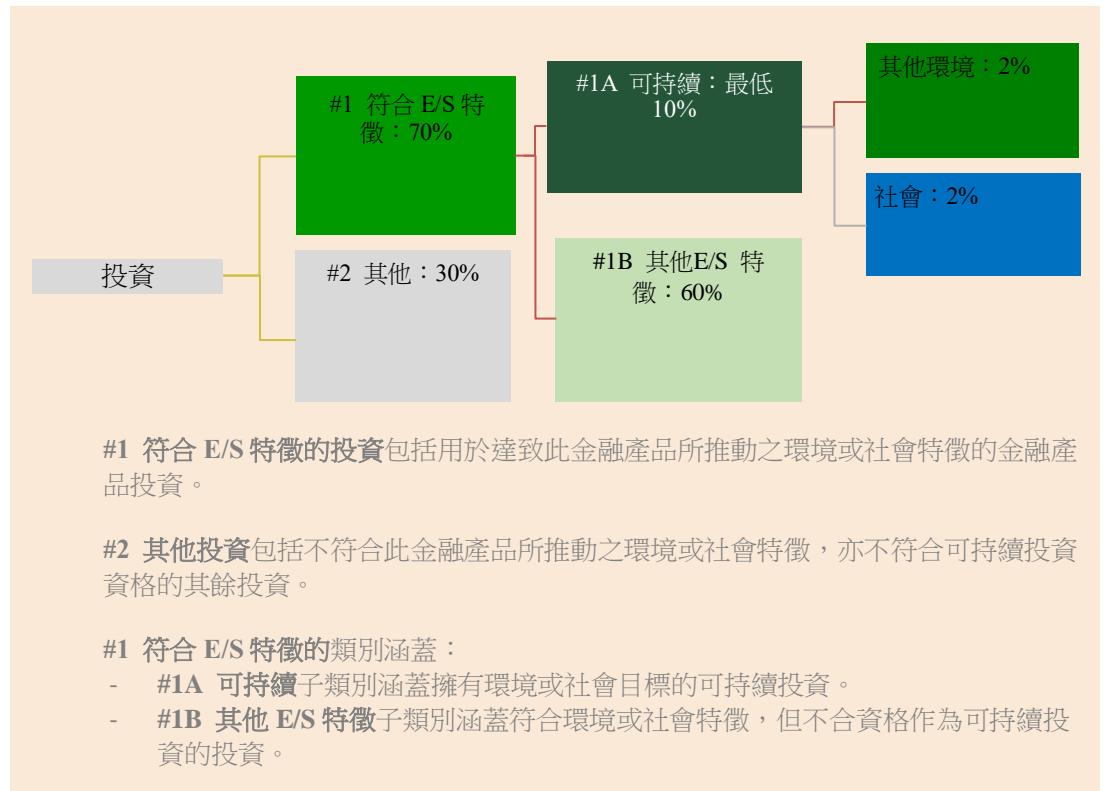 #1 符合 E/S 特
徵：70%
#1A 可持續：最低
10%
其他環境：2%
社會：2%
投資
#2 其他：30%
#1B 其他E/S 特
徵：60%
#1 符合 E/S 特徵的投資包括用於達致此金融產品所推動之環境或社會特徵的金融產
品投資。
#2 其他投資包括不符合此金融產品所推動之環境或社會特徵，亦不符合可持續投資
資格的其餘投資。
#1 符合 E/S 特徵的類別涵蓋：
- #1A 可持續子類別涵蓋擁有環境或社會目標的可持續投資。
- #1B 其他 E/S 特徵子類別涵蓋符合環境或社會特徵，但不合資格作為可持續投
資的投資。